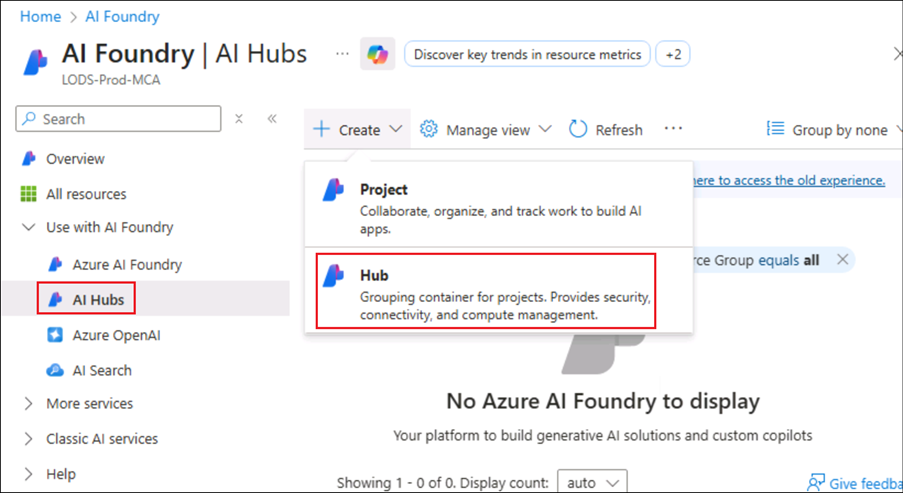 Home > AI Foundry
AI Foundry | AI Hubs ... Discover key trends in resource metrics +2
LODS-Prod-MCA
Search
Create Manage view Refresh ... Group by none
Overview
All resources
Use with AI Foundry
Azure AI Foundry
AI Hubs
Azure OpenAI
AI Search
More services
Classic AI services
Help
Project
Collaborate, organize, and track work to build AI
apps.
Hub
Grouping container for projects. Provides security,
connectivity, and compute management.
here to access the old experience.
Group equals all
No Azure AI Foundry to display
Your platform to build generative AI solutions and custom copilots
Showing 1 - 0 of 0. Display count: auto
Give